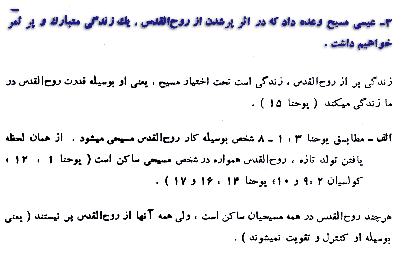 ۲ـ عیسی مسیح وعده داد که در اثر پرشدن از روح‌القدس ، یك زندگی متبارك و پر ثمر
خواهیم داشت .
زندگی پر از روح‌القدس ، زندگی است تحت اختیار مسیح ، یعنی او بوسیله قدرت روح‌القدس در
ما زندگی میکند ( یوحنا ۱۵ ) .
الف ـ مطابق یوحنا ۳ : ۱ ـ ۸ شخص بوسیله کار روح‌القدس مسیحی میشود . از همان لحظه
یافتن تولد تازه ، روح‌القدس همواره در شخص مسیحی ساکن است ( یوحنا ۱ ، ۱۲ ؛
کولسیان ۲ ،۹ و ۱۰؛ یوحنا ۱۴ ، ۱۶ و ۱۷ ) .
هرچند روح‌القدس در همه مسیحیان ساکن است ، ولی همه آنها از روح‌القدس پر نیستند ( یعنی
بوسیله او کنترل و تقویت نمیشوند ) .